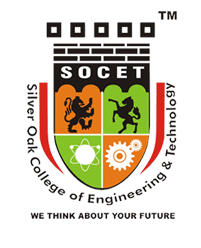 TM
SOCET
Silver Oak College of Engineering & Technology
WE THINK ABOUT YOUR FUTURE